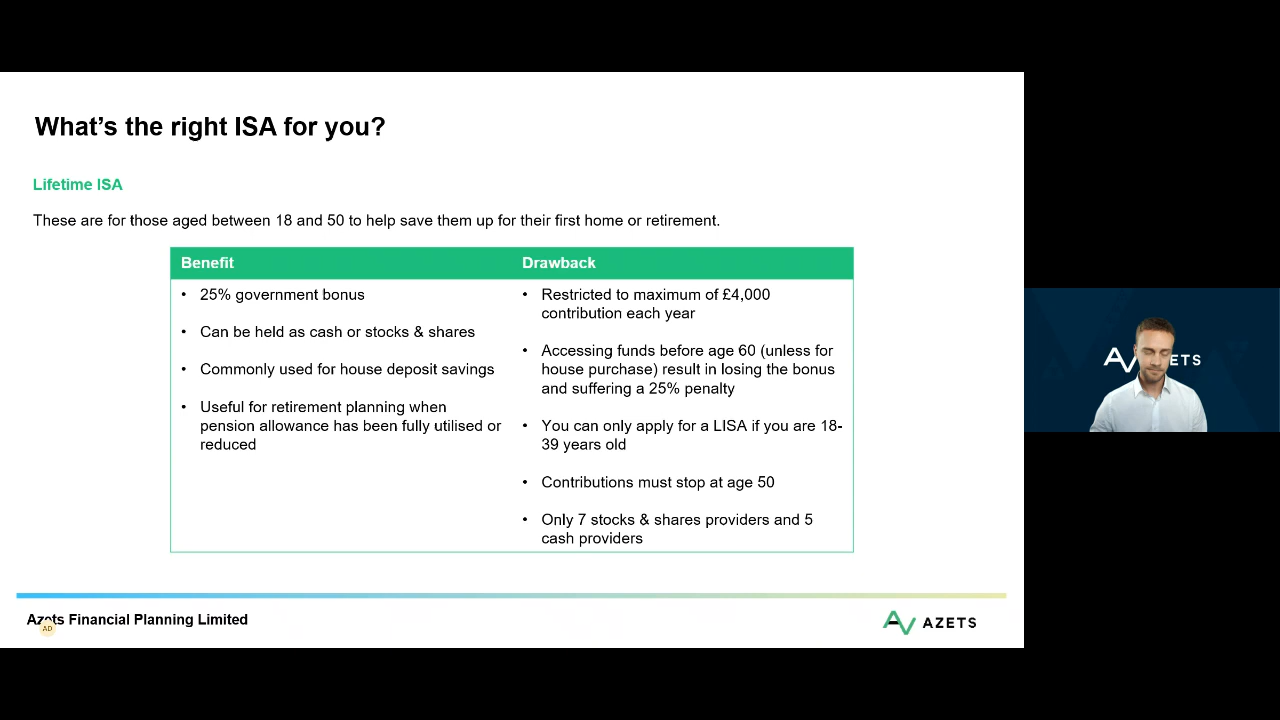 What's the right ISA for you?
Lifetime ISA
These are for those aged between 18 and 50 to help save them up for their first home or retirement.
Benefit
• 25% government bonus
• Can be held as cash or stocks & shares
• Commonly used for house deposit savings
• Useful for retirement planning when
pension allowance has been fully utilised or
reduced
Drawback
• Restricted to maximum of £4,000
contribution each year
• Accessing funds before age 60 (unless for
house purchase) result in losing the bonus
and suffering a 25% penalty
• You can only apply for a LISA if you are 18-
39 years old
• Contributions must stop at age 50
• Only 7 stocks & shares providers and 5
cash providers
Azets Financial Planning Limited
AD
AZETS
ETS